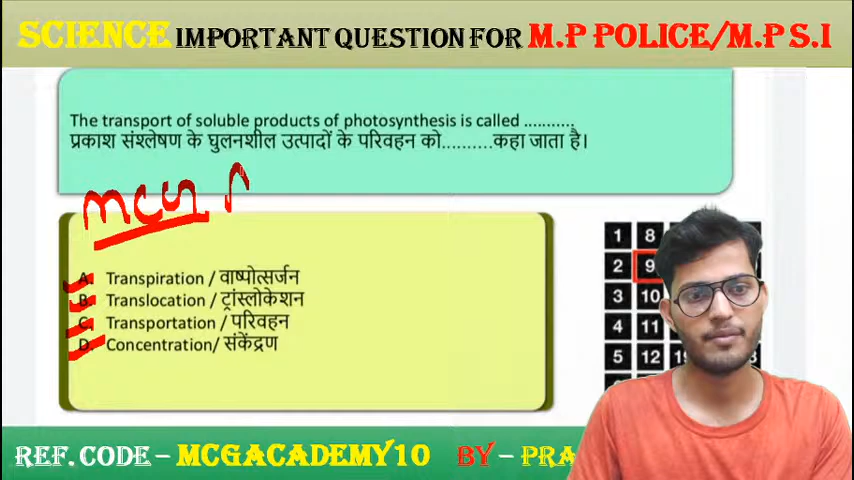 SCIENCE IMPORTANT QUESTION FOR M.P POLICE/M.P S.I
The transport of soluble products of photosynthesis is called ...........
प्रकाश संश्लेषण के घुलनशील उत्पादों के परिवहन को..........कहा जाता है।
MCQ
A. Transpiration / वाष्पोत्सर्जन
B. Translocation / ट्रांस्लोकेशन
C. Transportation / परिवहन
D. Concentration/ संकेंद्रण
1 8
2 9
3 10
4 11
5 12
REF. CODE – MCGACADEMY10 BY – PRA